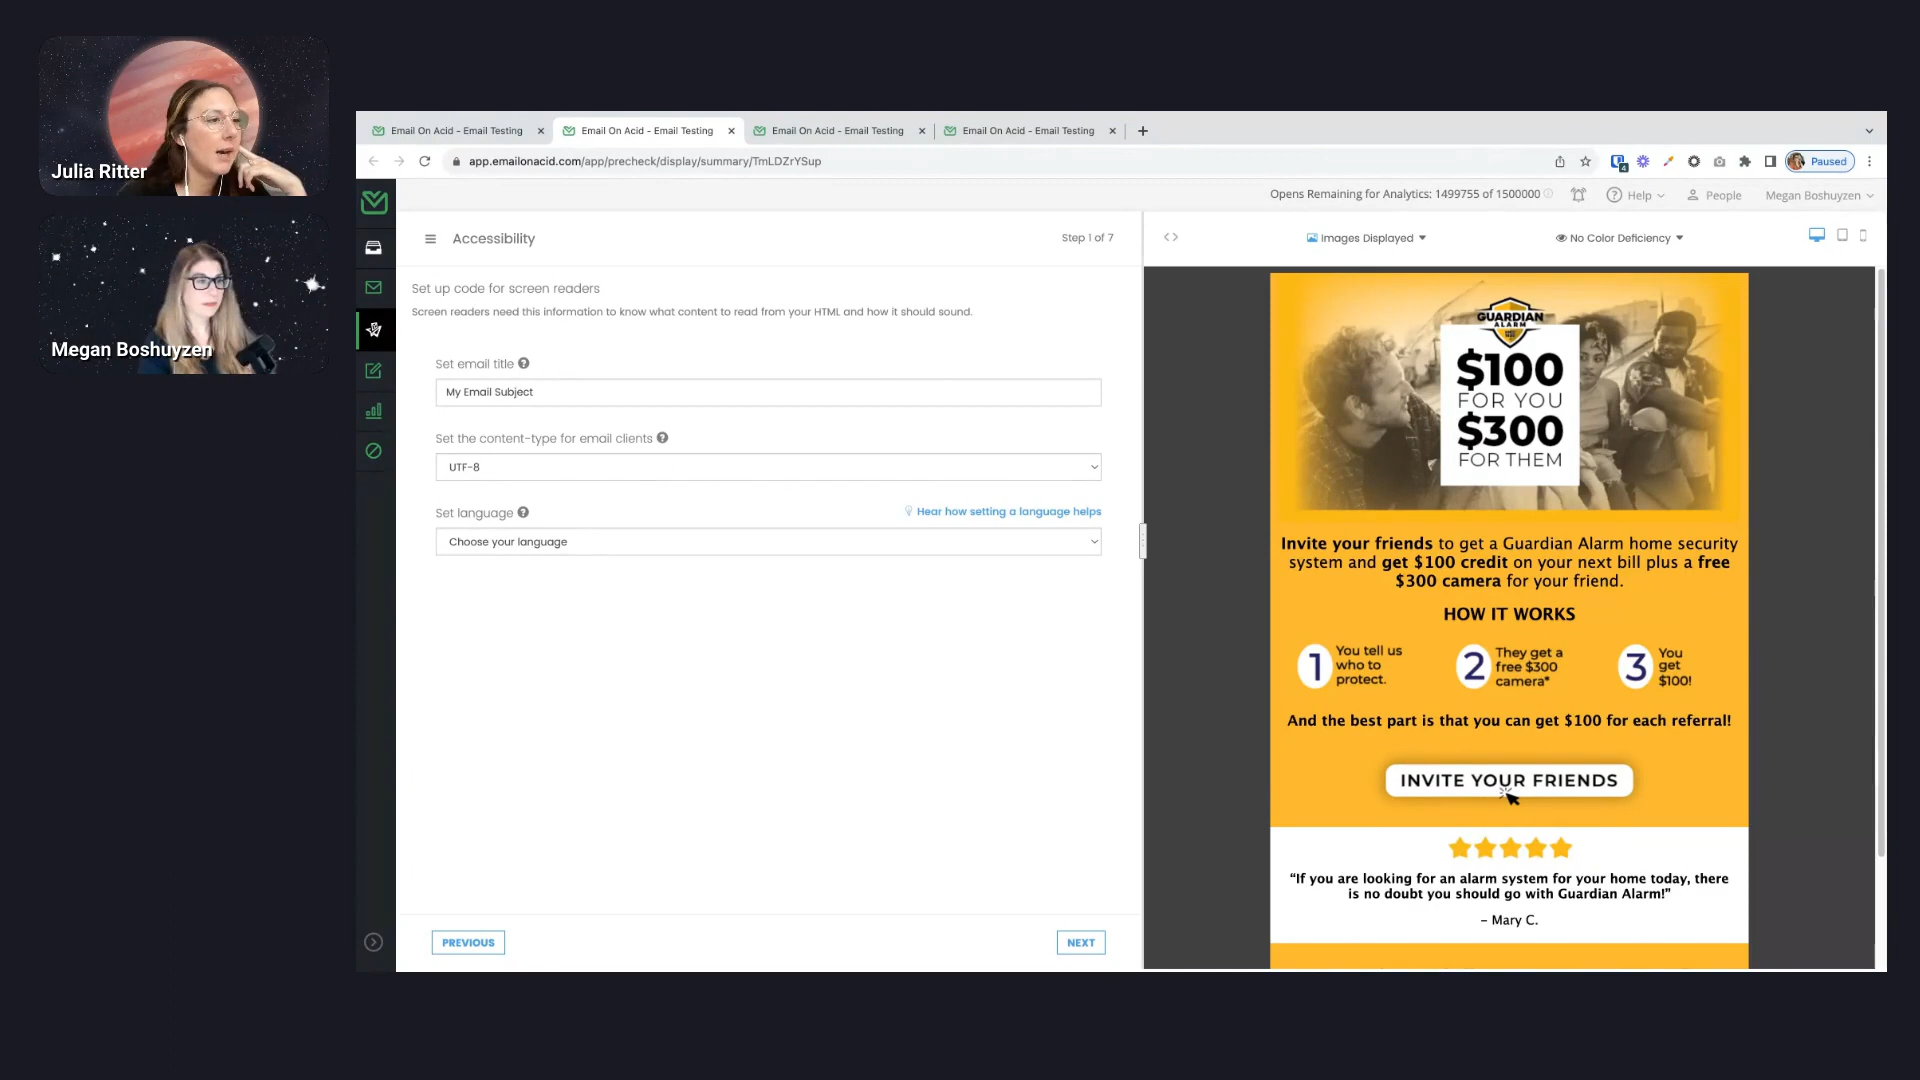 Julia Ritter
Megan Boshuyzen
Email On Acid - Email Testing
Email On Acid - Email Testing
Email On Acid - Email Testing
Email On Acid - Email Testing
app.emailonacid.com/app/precheck/display/summary/TmLDZrYSup
4
Paused
Opens Remaining for Analytics: 1499755 of 1500000
Help
People
Megan Boshuyzen
Accessibility
Step 1 of 7
Images Displayed
No Color Deficiency
Set up code for screen readers
Screen readers need this information to know what content to read from your HTML and how it should sound.
Set email title
My Email Subject
Set the content-type for email clients
UTF-8
Set language
Hear how setting a language helps
Choose your language
PREVIOUS
NEXT
GUARDIAN
ALARM
$100
FOR YOU
$300
FOR THEM
Invite your friends to get a Guardian Alarm home security
system and get $100 credit on your next bill plus a free
$300 camera for your friend.
HOW IT WORKS
1 You tell us
who to
protect.
2 They get a
free $300
camera*
3 You
get
$100!
And the best part is that you can get $100 for each referral!
INVITE YOUR FRIENDS
“If you are looking for an alarm system for your home today, there
is no doubt you should go with Guardian Alarm!”
– Mary C.